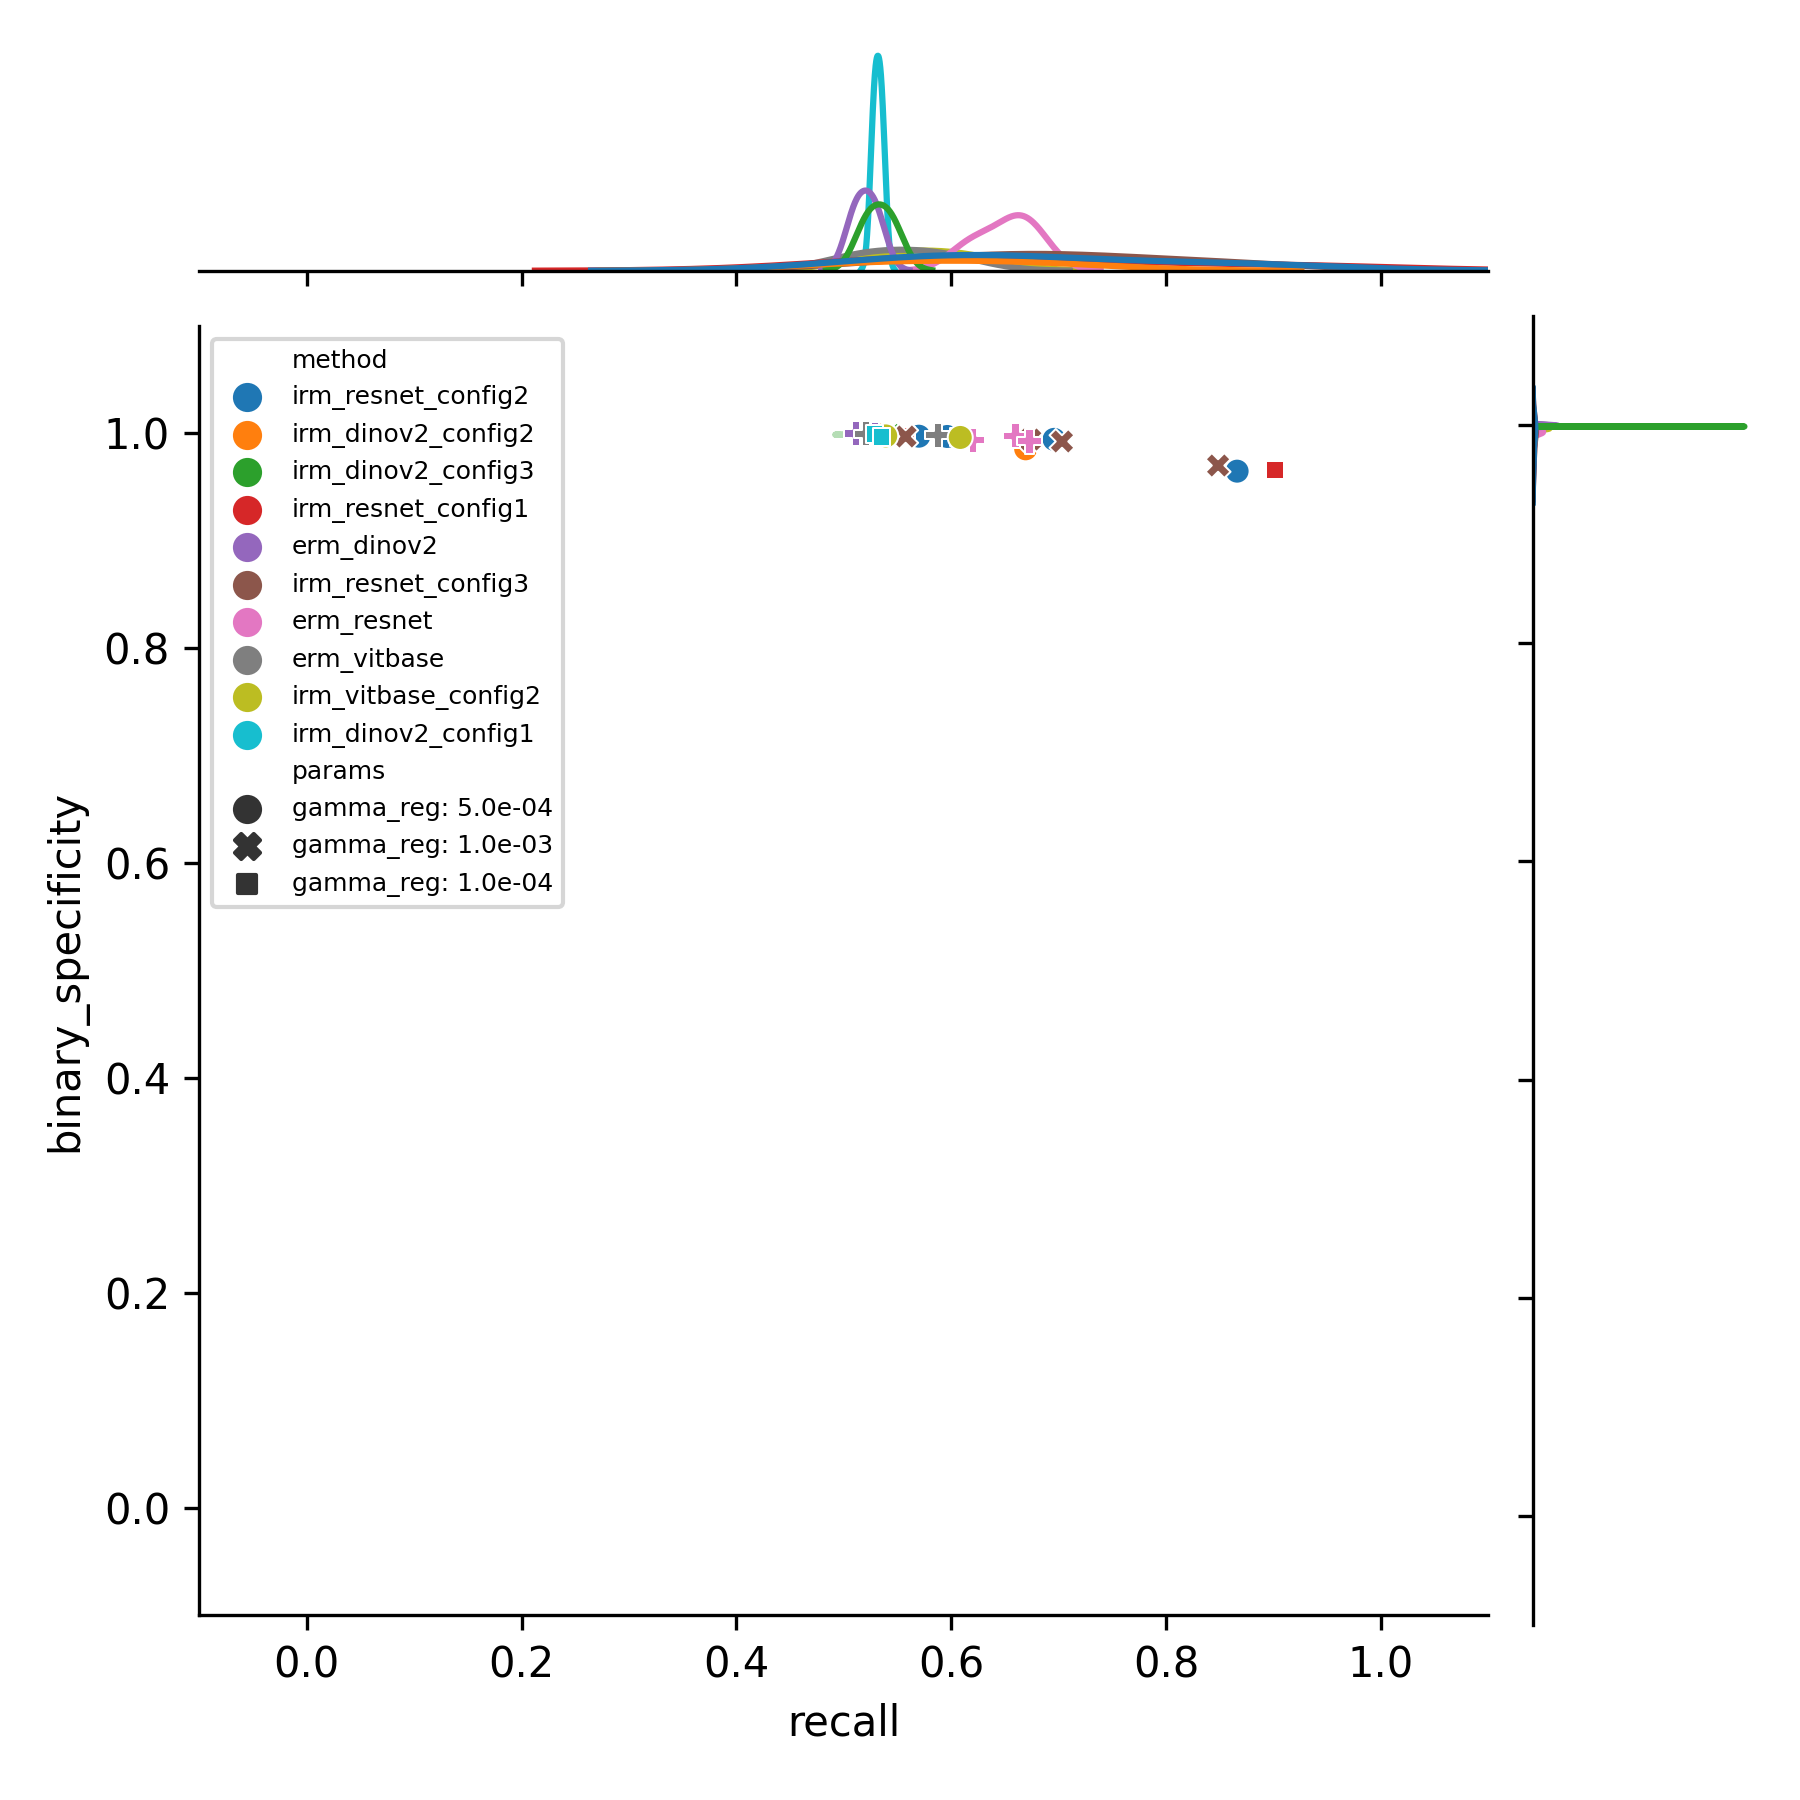 method
irm_resnet_config2
irm_dinov2_config2
irm_dinov2_config3
irm_resnet_config1
erm_dinov2
irm_resnet_config3
erm_resnet
erm_vitbase
irm_vitbase_config2
irm_dinov2_config1
params
gamma_reg: 5.0e-04
gamma_reg: 1.0e-03
gamma_reg: 1.0e-04
1.0
0.8
0.6
0.4
0.2
0.0
binary_specificity
0.0 0.2 0.4 0.6 0.8 1.0
recall